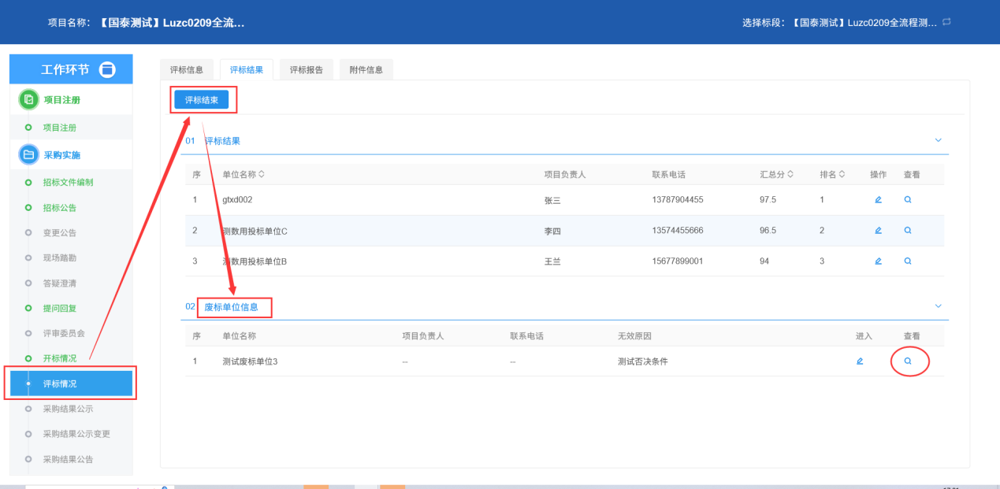 项目名称：【国泰测试】Luzc0209全流...
选择标段：【国泰测试】Luzc0209全流程测...
工作环节
项目注册
项目注册
采购实施
招标文件编制
招标公告
变更公告
现场踏勘
答疑澄清
提问回复
评审委员会
开标情况
评标情况
采购结果公示
采购结果公示变更
采购结果公告
评标信息 评标结果 评标报告 附件信息
评标结束
01 评标结果
序 单位名称 项目负责人 联系电话 汇总分 排名 操作 查看
1 gtxd002 张三 13787904455 97.5 1
2 测数用投标单位C 李四 13574455666 96.5 2
3 测数用投标单位B 王兰 15677899001 94 3
02 废标单位信息
序 单位名称 项目负责人 联系电话 无效原因 进入 查看
1 测试废标单位3 -- -- 测试否决条件